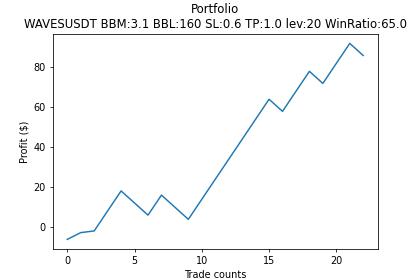 Portfolio
WAVESUSDT BBM:3.1 BBL:160 SL:0.6 TP:1.0 lev:20 WinRatio:65.0
80
60
40
20
0
Profit ($)
0 5 10 15 20
Trade counts